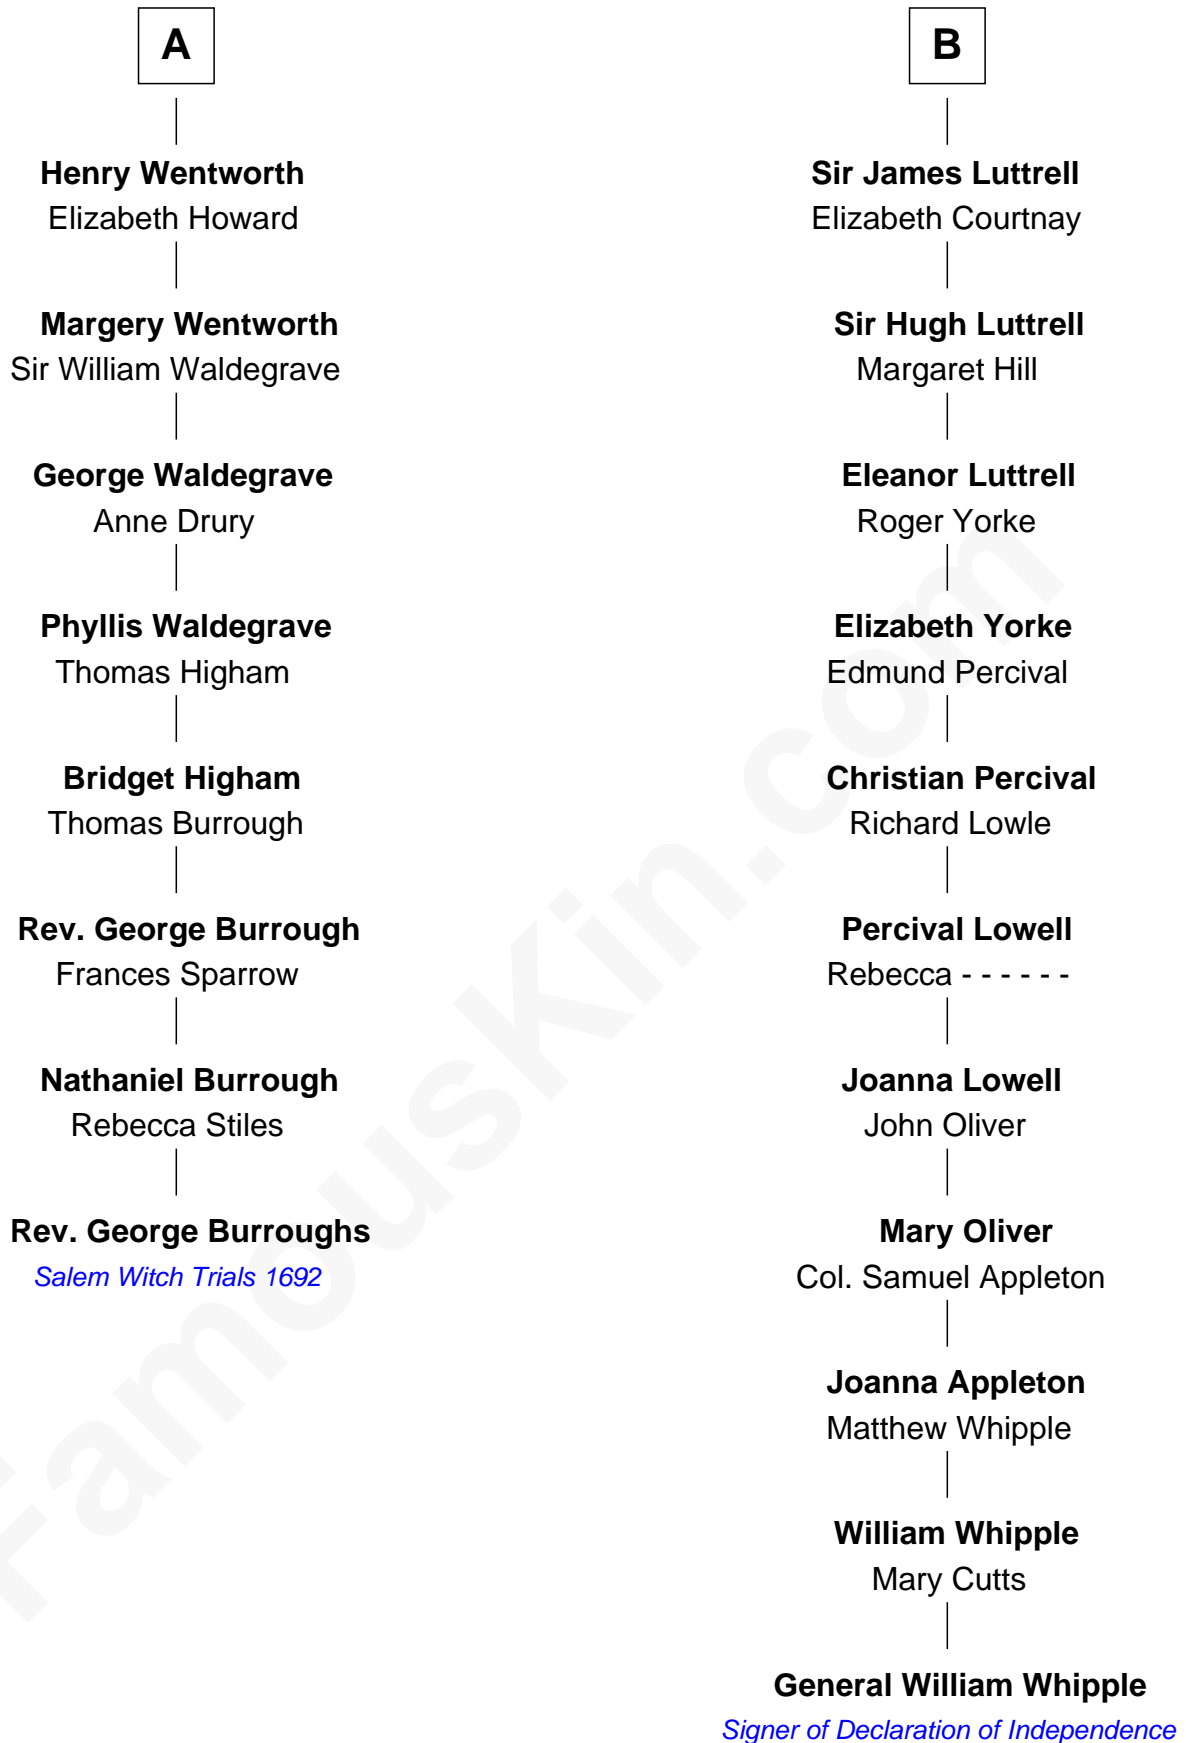 A
Henry Wentworth
Elizabeth Howard
Margery Wentworth
Sir William Waldegrave
George Waldegrave
Anne Drury
Phyllis Waldegrave
Thomas Higham
Bridget Higham
Thomas Burrough
Rev. George Burrough
Frances Sparrow
Nathaniel Burrough
Rebecca Stiles
Rev. George Burroughs
Salem Witch Trials 1692
B
Sir James Luttrell
Elizabeth Courtnay
Sir Hugh Luttrell
Margaret Hill
Eleanor Luttrell
Roger Yorke
Elizabeth Yorke
Edmund Percival
Christian Percival
Richard Lowle
Percival Lowell
Rebecca - - - - - -
Joanna Lowell
John Oliver
Mary Oliver
Col. Samuel Appleton
Joanna Appleton
Matthew Whipple
William Whipple
Mary Cutts
General William Whipple
Signer of Declaration of Independence
FamousKin.com